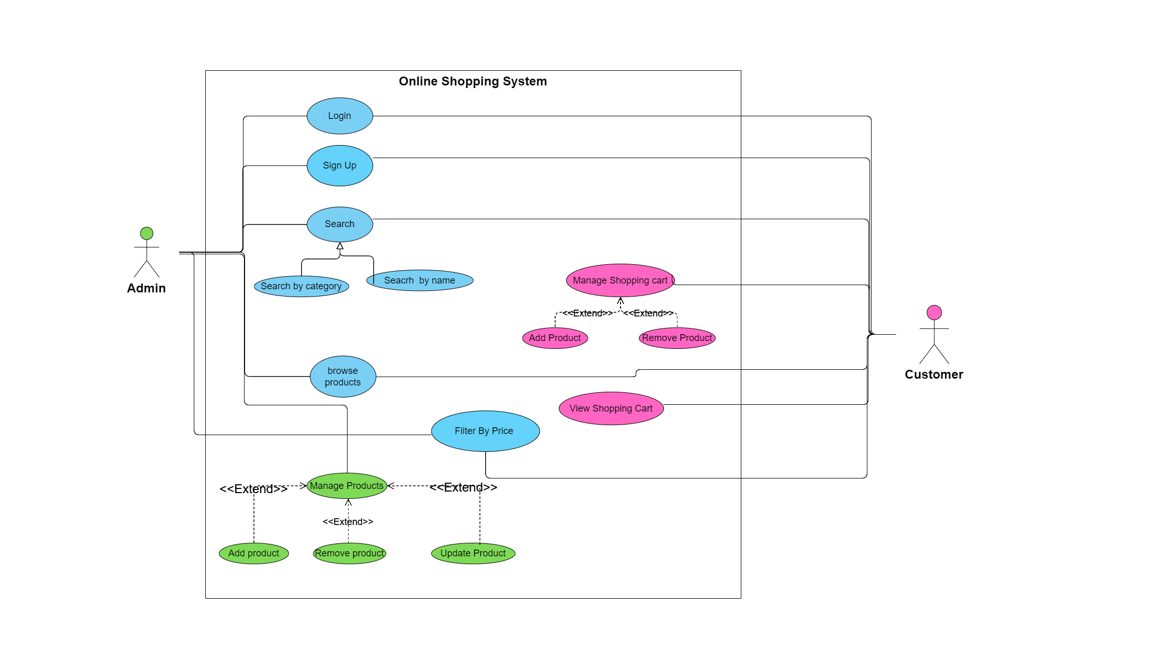 Online Shopping System
Login
Sign Up
Search
Search by category
Seacrh  by name
Manage Shopping cart
<<Extend>>
<<Extend>>
Add Product
Remove Product
Admin
Customer
browse
products
View Shopping Cart
Filter By Price
Manage Products
<<Extend>>
<<Extend>>
<<Extend>>
Add product
Remove product
Update Product